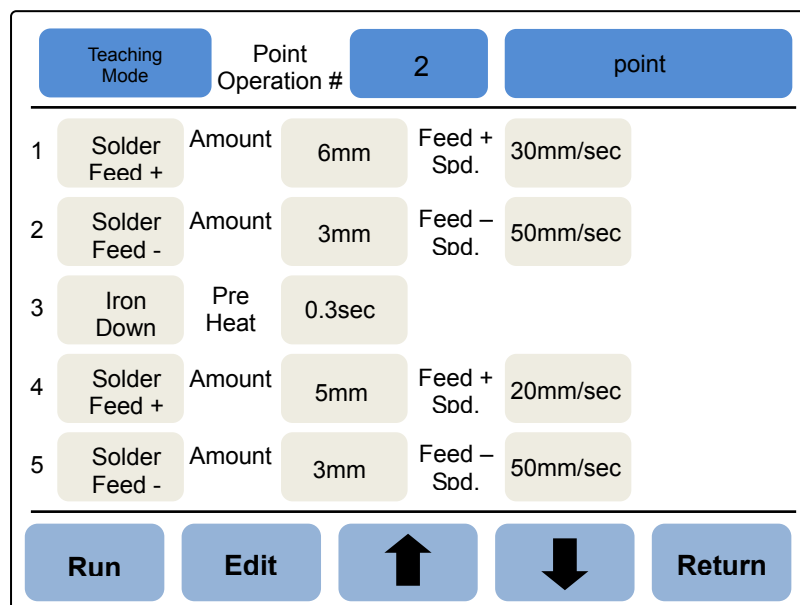 Teaching Mode Point Operation # 2 point
1 Solder Feed + Amount 6mm Feed + Spd. 30mm/sec
2 Solder Feed - Amount 3mm Feed – Spd. 50mm/sec
3 Iron Down Pre Heat 0.3sec
4 Solder Feed + Amount 5mm Feed + Spd. 20mm/sec
5 Solder Feed - Amount 3mm Feed – Spd. 50mm/sec
Run Edit Return